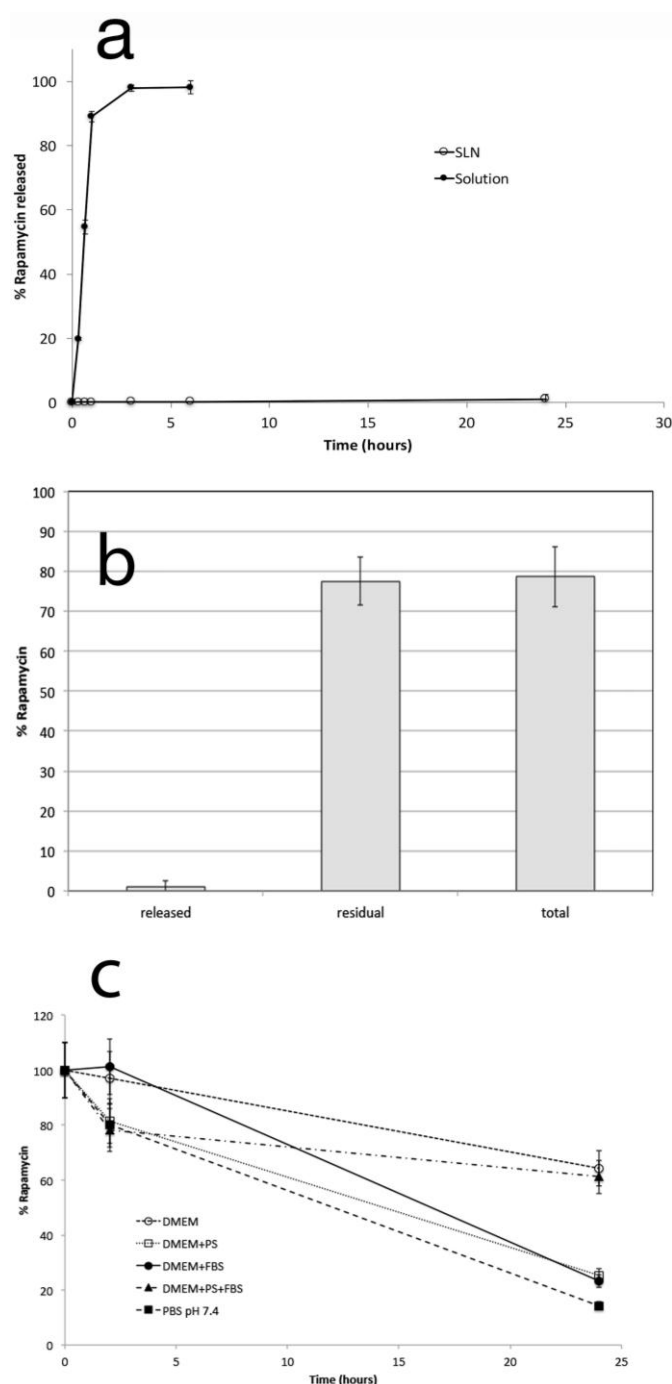 a
100
80
60
40
20
0
% Rapamycin released
SLN
Solution
0 5 10 15 20 25 30
Time (hours)
b
100
90
80
70
60
50
40
30
20
10
0
% Rapamycin
released residual total
c
120
100
80
60
40
20
0
% Rapamycin
DMEM
DMEM+PS
DMEM+FBS
DMEM+PS+FBS
PBS pH 7.4
0 5 10 15 20 25
Time (hours)